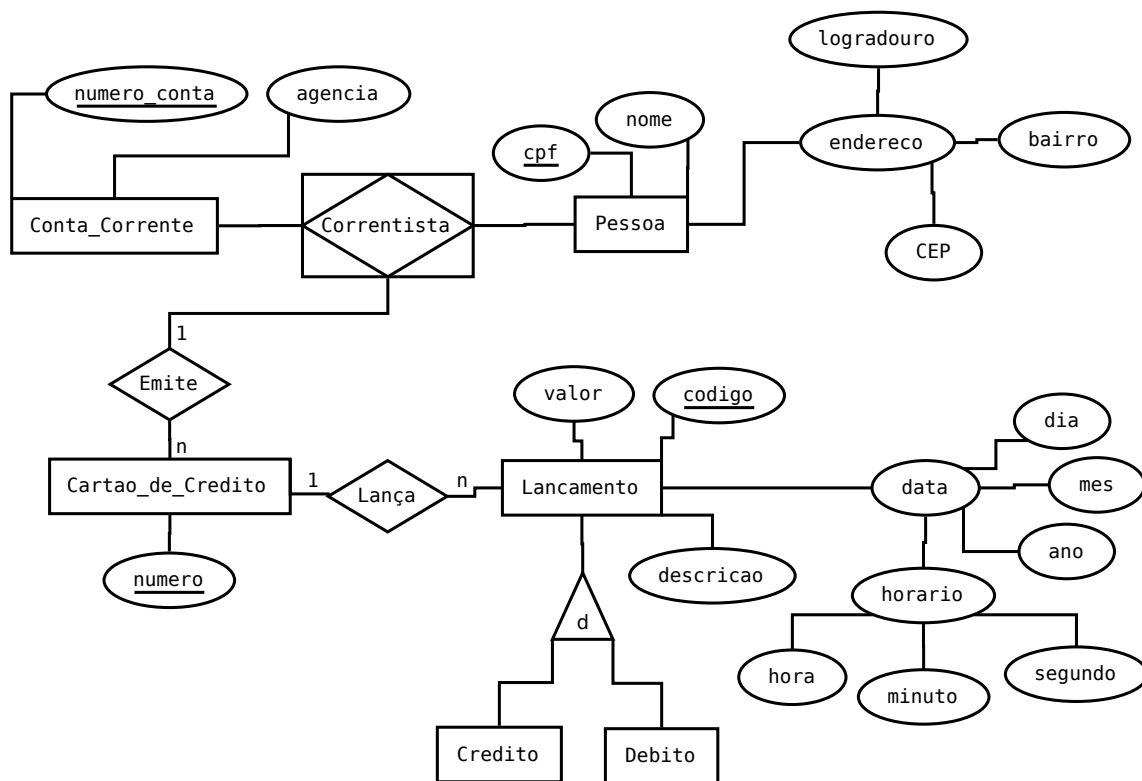 logradouro
numero_conta
agencia
nome
cpf
endereco
bairro
Conta_Corrente
Correntista
Pessoa
CEP
1
Emite
valor
codigo
dia
n
Cartao_de_Credito
1
Lança
n
Lancamento
data
mes
ano
numero
descricao
horario
d
hora
minuto
segundo
Credito
Debito